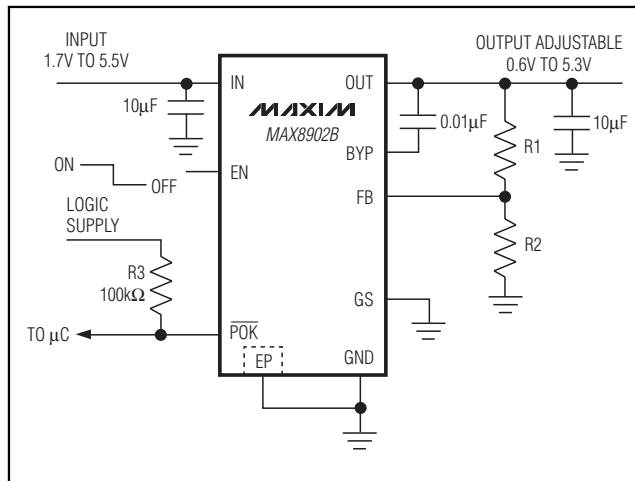 INPUT
1.7V TO 5.5V
OUTPUT ADJUSTABLE
0.6V TO 5.3V
IN
OUT
10µF
MAXIM
MAX8902B
0.01µF
10µF
R1
BYP
ON
OFF
EN
FB
LOGIC
SUPPLY
R2
R3
100kΩ
GS
TO µC
POK
EP
GND